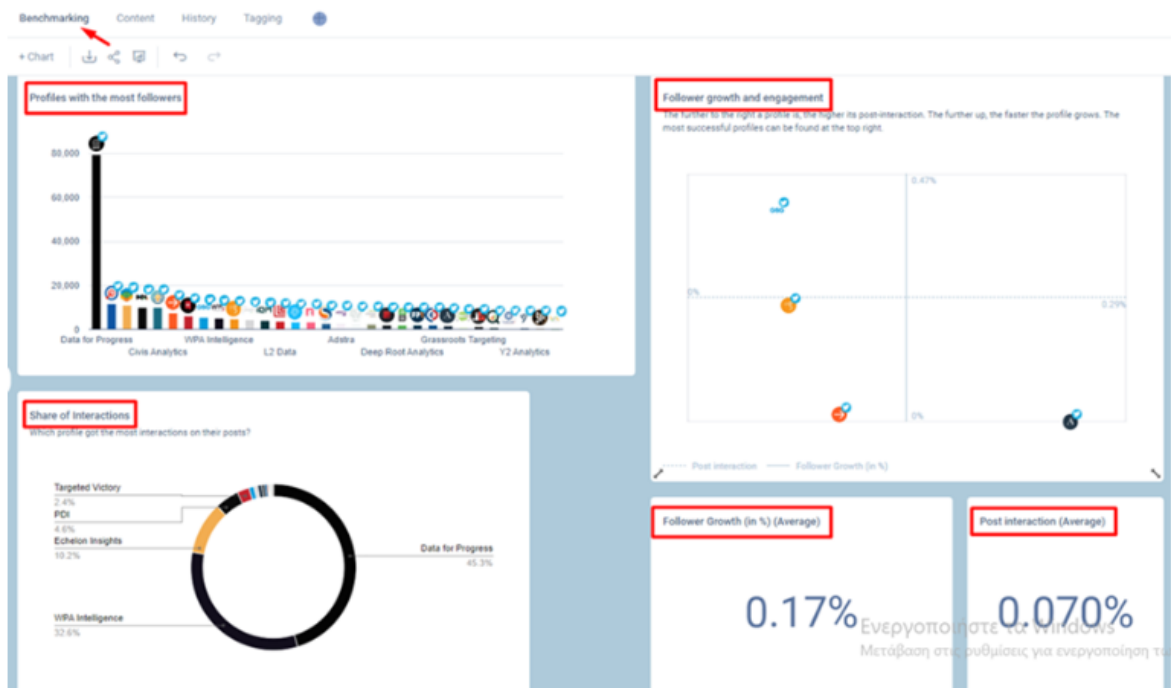 Benchmarking Content History Tagging
+ Chart
Profiles with the most followers
80,000
60,000
40,000
20,000
0
Data for Progress WPA Intelligence Adstra Grassroots Targeting
Civis Analytics L2 Data Deep Root Analytics Y2 Analytics
Follower growth and engagement
The further to the right a profile is, the higher its post-interaction. The further up, the faster the profile grows. The
most successful profiles can be found at the top right.
0.47%
0%
0.29%
0%
Post interaction Follower Growth (in %)
Share of Interactions
Which profile got the most interactions on their posts?
Targeted Victory
2.4%
PDI
4.6%
Echelon Insights
10.2%
Data for Progress
45.3%
WPA Intelligence
32.6%
Follower Growth (in %) (Average)
0.17%
Post interaction (Average)
0.070%
Ενεργοποιήστε τα Windows
Μετάβαση στις ρυθμίσεις για ενεργοποίηση